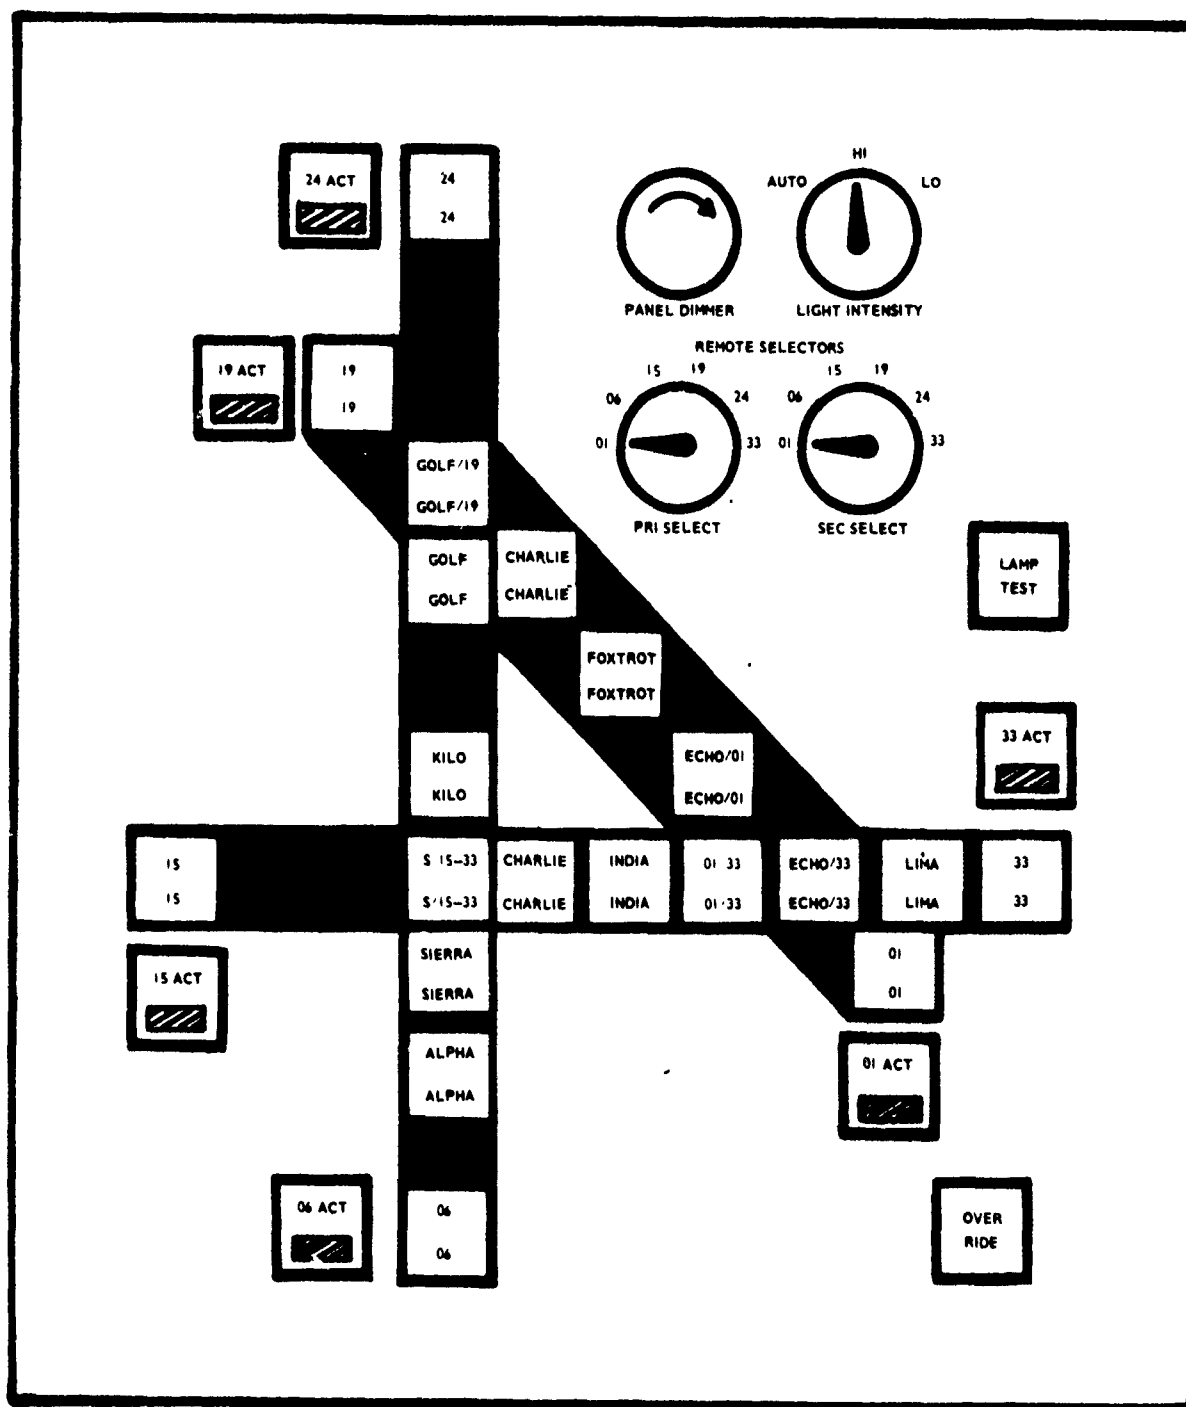 24 ACT
24
24
HI
AUTO
LO
PANEL DIMMER
LIGHT INTENSITY
19 ACT
19
19
REMOTE SELECTORS
15
19
06
24
01
33
PRI SELECT
15
19
06
24
01
33
SEC SELECT
GOLF/19
GOLF/19
GOLF
GOLF
CHARLIE
CHARLIE
LAMP
TEST
FOXTROT
FOXTROT
33 ACT
KILO
KILO
ECHO/01
ECHO/01
15
15
S 15-33
S/15-33
CHARLIE
CHARLIE
INDIA
INDIA
01 33
01/33
ECHO/33
ECHO/33
LIMA
LIMA
33
33
15 ACT
SIERRA
SIERRA
01
01
ALPHA
ALPHA
01 ACT
06 ACT
06
06
OVER
RIDE